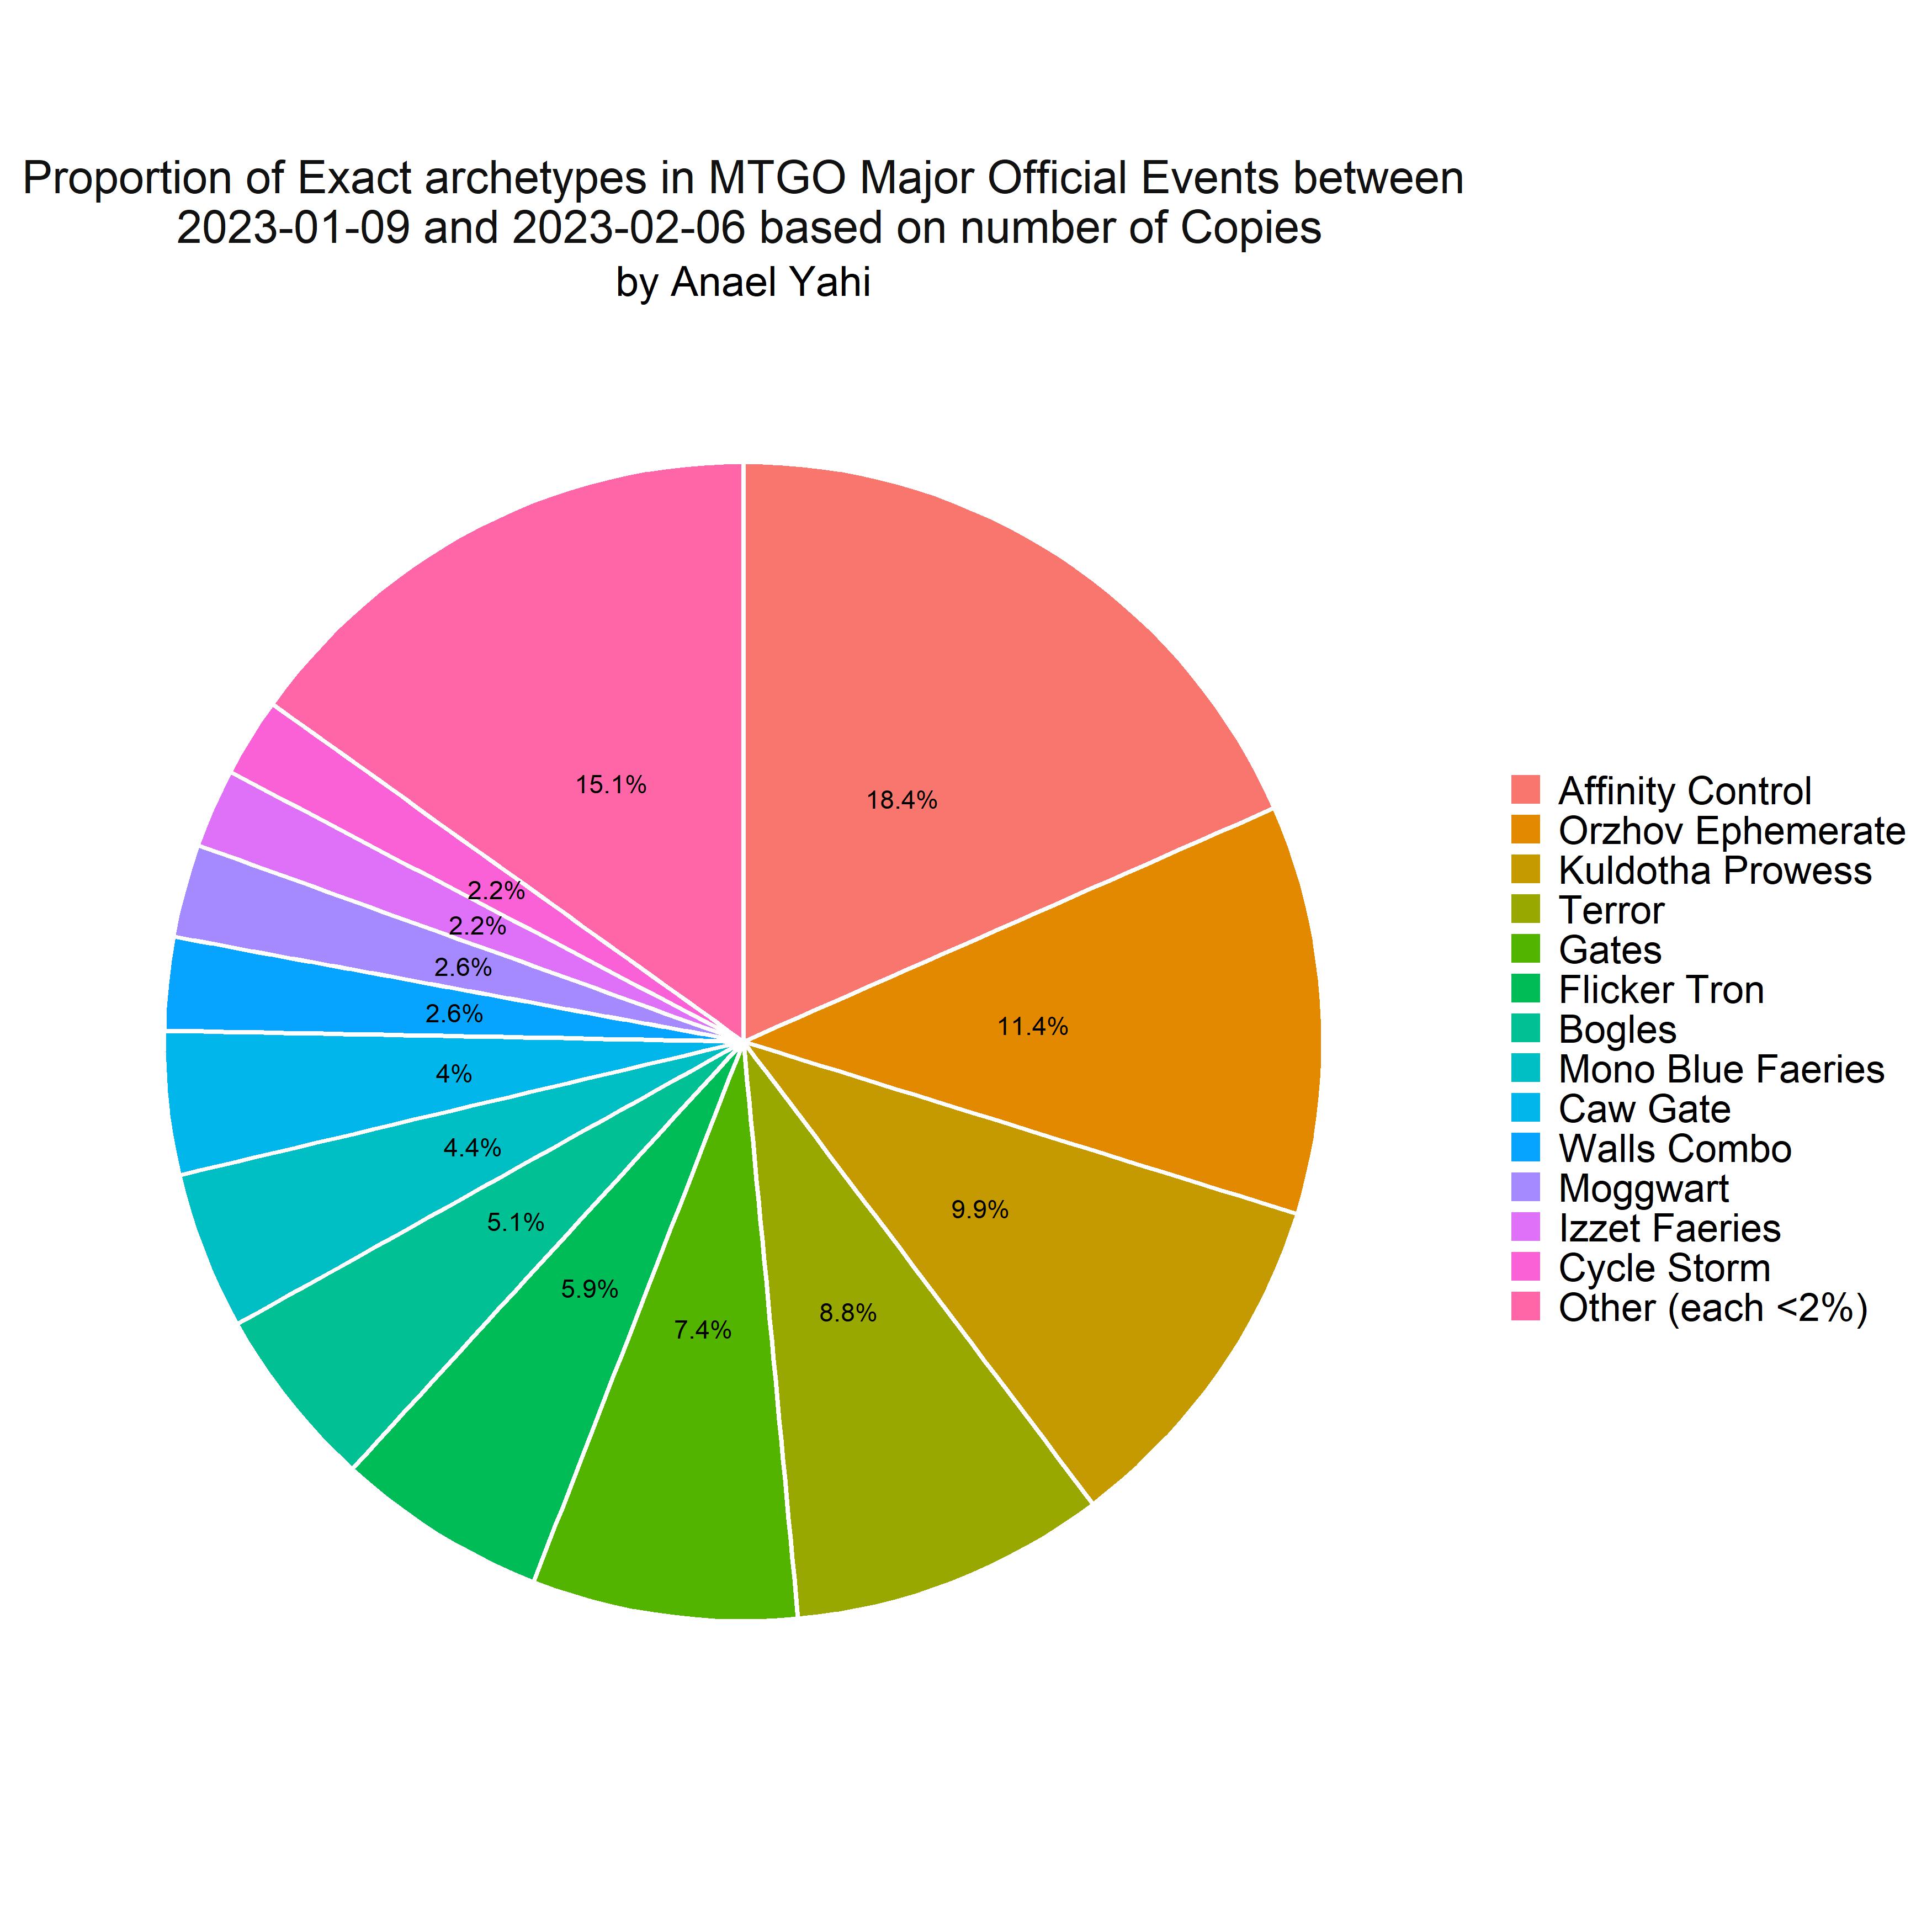 Proportion of Exact archetypes in MTGO Major Official Events between
2023-01-09 and 2023-02-06 based on number of Copies
by Anael Yahi
15.1%
18.4%
2.2%
2.2%
2.6%
2.6%
11.4%
4%
4.4%
5.1%
9.9%
5.9%
7.4%
8.8%
Affinity Control
Orzhov Ephemerate
Kuldotha Prowess
Terror
Gates
Flicker Tron
Bogles
Mono Blue Faeries
Caw Gate
Walls Combo
Moggwart
Izzet Faeries
Cycle Storm
Other (each <2%)